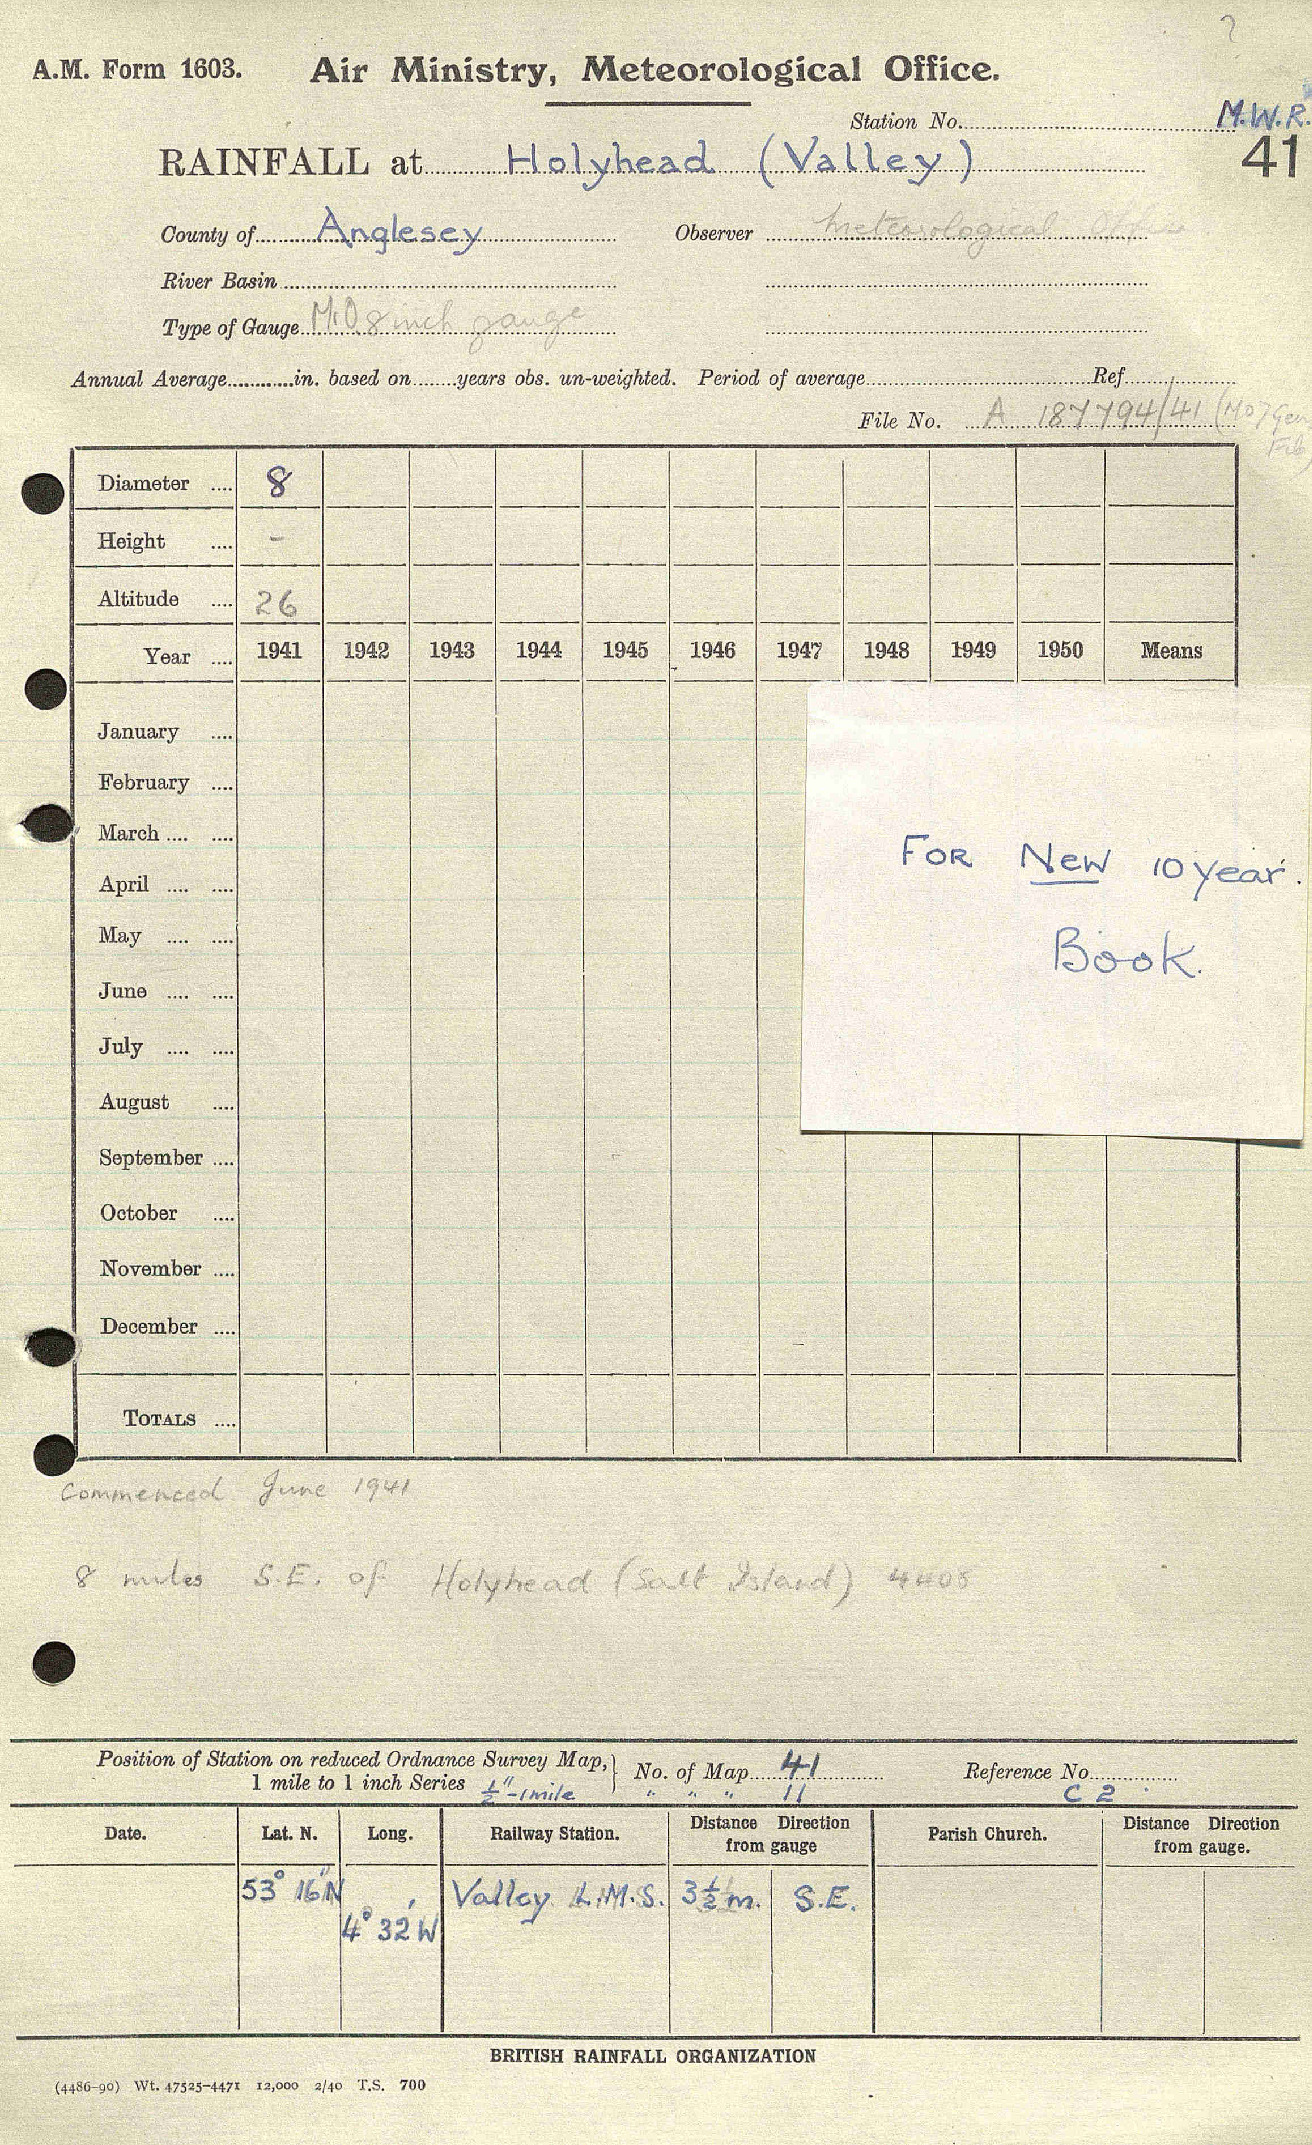 ?
A.M. Form 1603. Air Ministry, Meteorological Office.
Station No. M.W.R.
41
RAINFALL at Holyhead (Valley)
County of Anglesey Observer Meteorological Office
River Basin
Type of Gauge M.O. 8 inch gauge
Annual Average in. based on years obs. un-weighted. Period of average Ref.
File No. A 187794/41 (MO) Gen
Diameter .... 8
Height .... -
Altitude .... 26
Year .... 1941 1942 1943 1944 1945 1946 1947 1948 1949 1950 Means
January ....
February ....
March .... ....
April .... ....
May .... ....
June .... ....
July .... ....
August ....
September ....
October ....
November ....
December ....
TOTALS ....
FOR NEW 10 year.
Book.
Commenced June 1941
8 miles S.E. of Holyhead (Salt Island) 4408
Position of Station on reduced Ordnance Survey Map, No. of Map 41 Reference No.
1 mile to 1 inch Series ½" - 1 mile " " " 11 C 2
Date. Lat. N. Long. Railway Station. Distance Direction from gauge Parish Church. Distance Direction from gauge.
53° 16" N 4° 32' W Valley L.M.S. 3½ m. S.E.
BRITISH RAINFALL ORGANIZATION
(4486-90) Wt. 47525-4471 12,000 2/40 T.S. 700